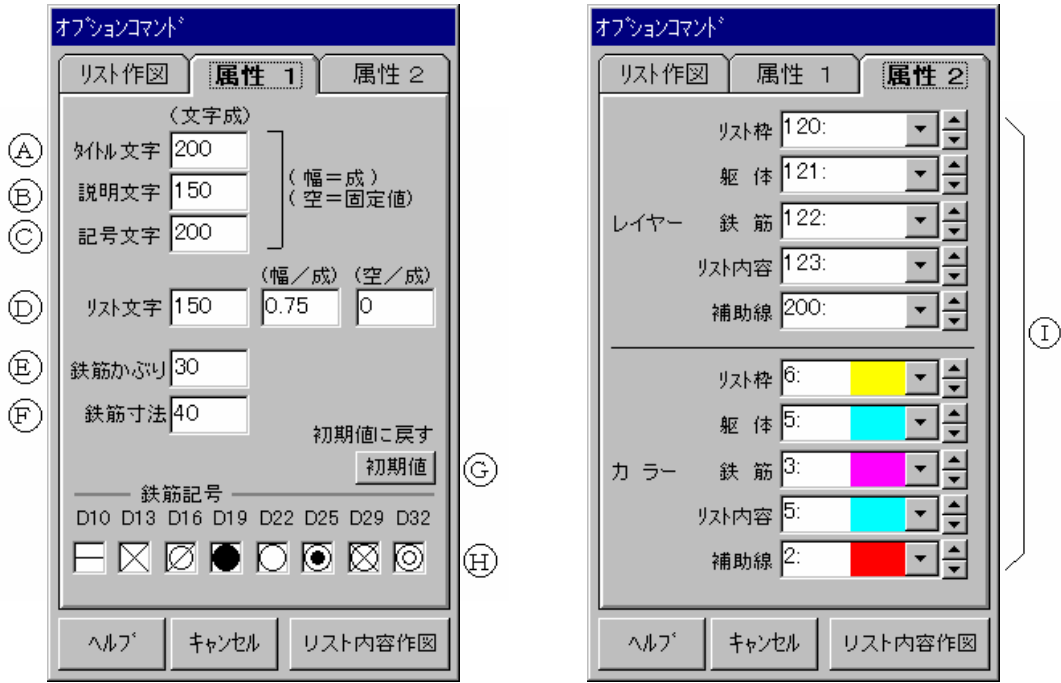 オプションコマンド
リスト作図 属性 1 属性 2
(文字成)
Ⓐ タイトル文字 200
Ⓑ 説明文字 150
(幅=成)
(空=固定値)
Ⓒ 記号文字 200
(幅/成) (空/成)
Ⓓ リスト文字 150 0.75 0
Ⓔ 鉄筋かぶり 30
Ⓕ 鉄筋寸法 40
初期値に戻す
初期値 Ⓖ
鉄筋記号
D10 D13 D16 D19 D22 D25 D29 D32
Ⓗ
ヘルプ キャンセル リスト内容作図
オプションコマンド
リスト作図 属性 1 属性 2
リスト枠 120:
躯 体 121:
レイヤー 鉄 筋 122:
リスト内容 123:
補助線 200:
Ⓘ
リスト枠 6:
躯 体 5:
カ ラー 鉄 筋 3:
リスト内容 5:
補助線 2:
ヘルプ キャンセル リスト内容作図